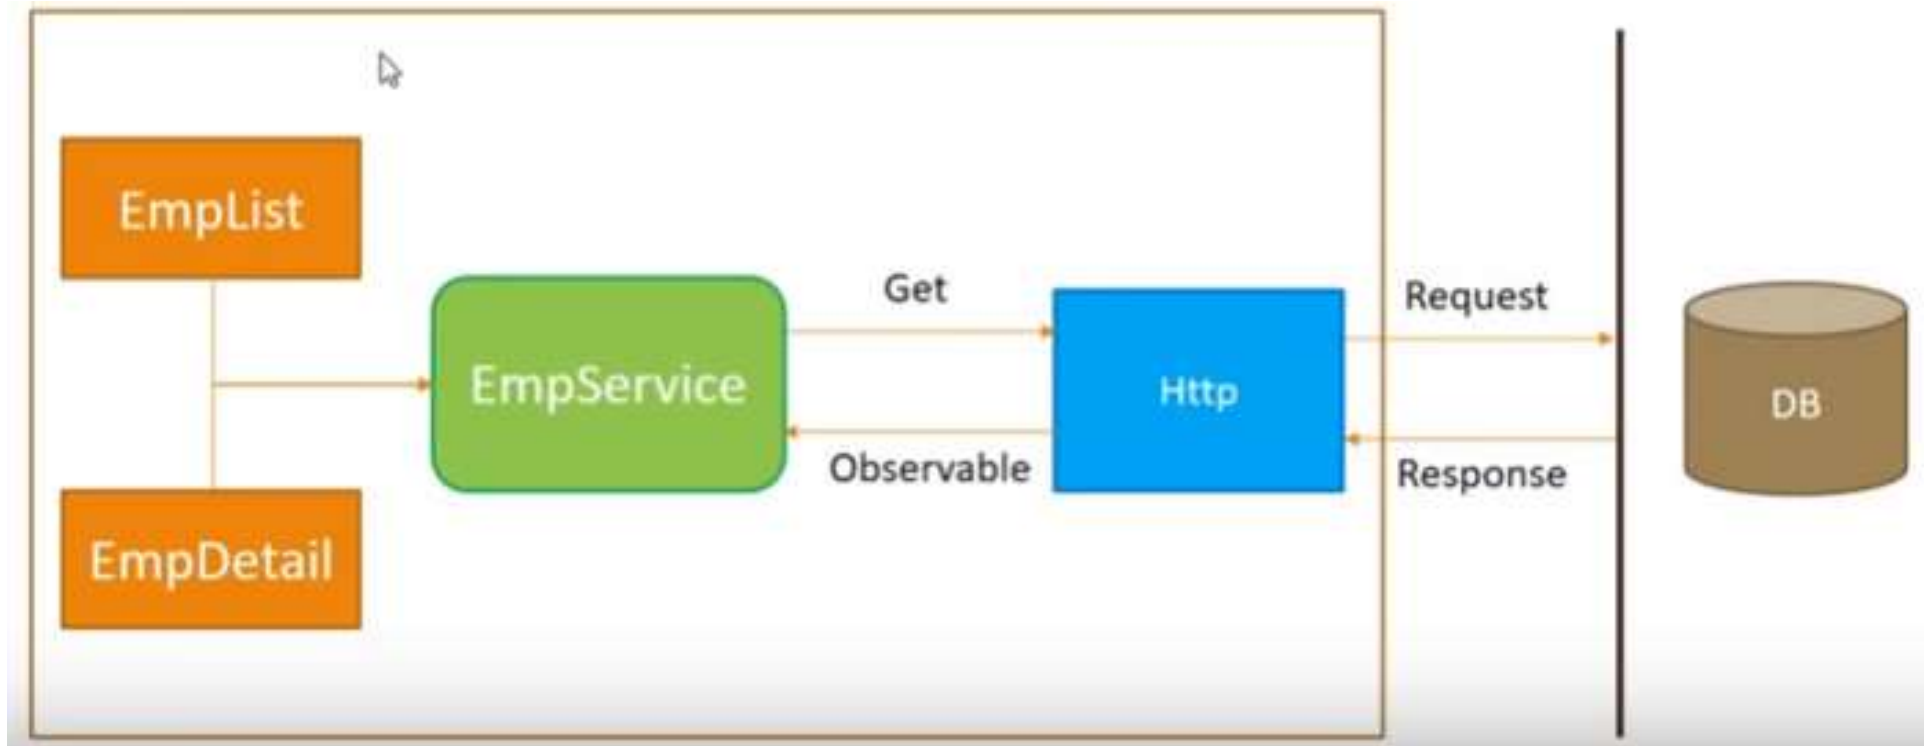 EmpList
EmpService
EmpDetail
Get
Observable
Http
Request
Response
DB